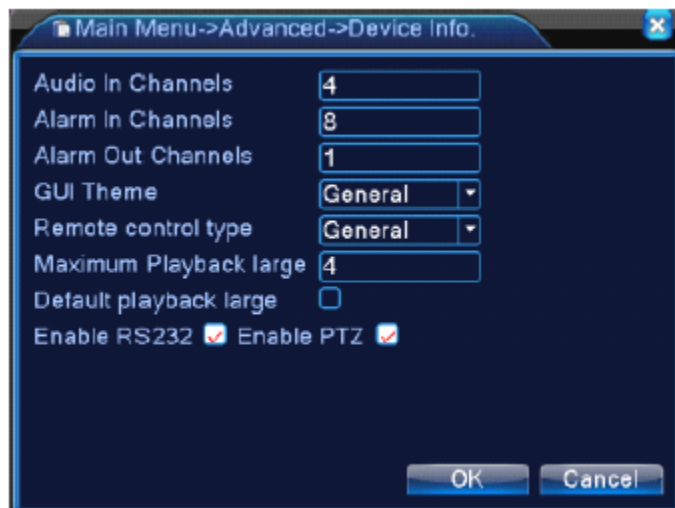 Main Menu->Advanced->Device Info.
Audio In Channels 4
Alarm In Channels 8
Alarm Out Channels 1
GUI Theme General
Remote control type General
Maximum Playback large 4
Default playback large
Enable RS232 Enable PTZ
OK Cancel